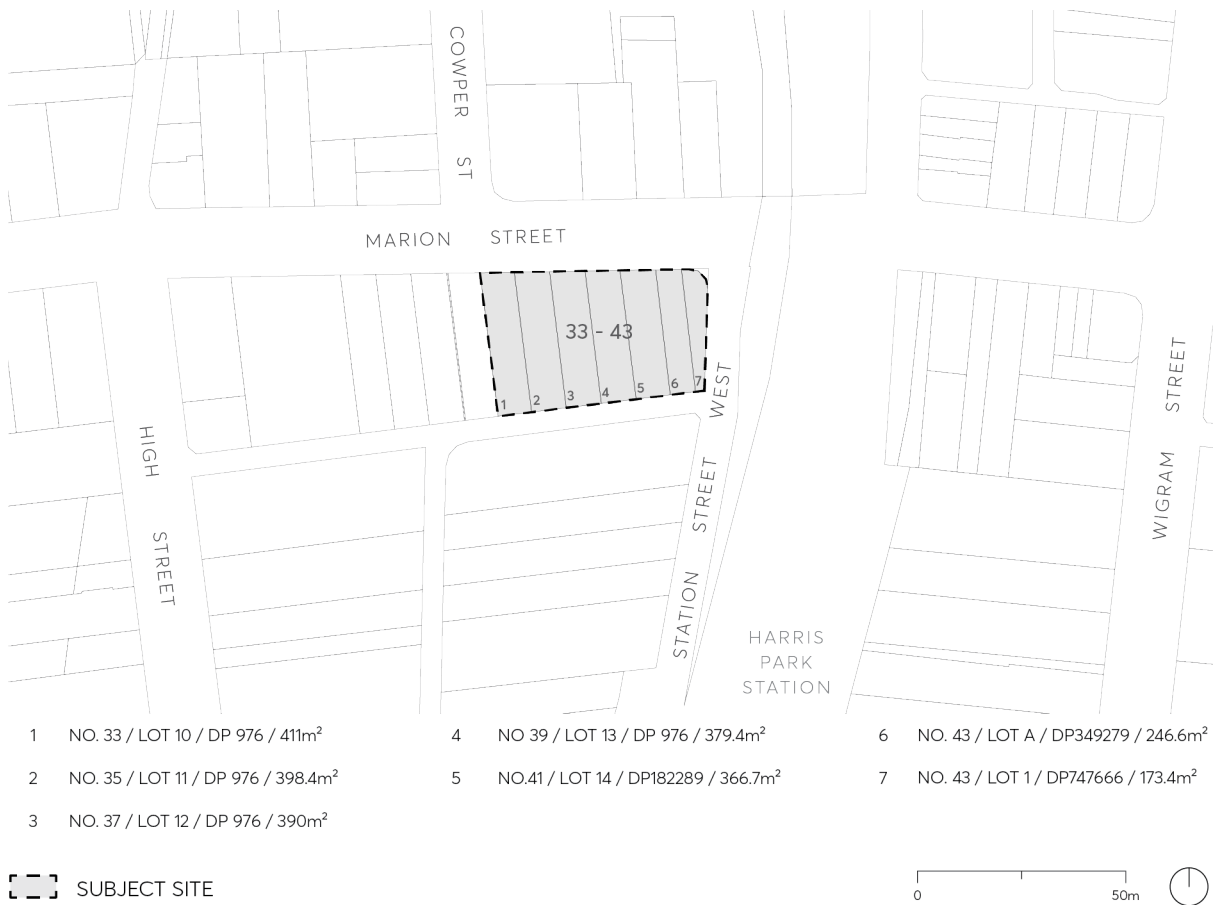 COWPER ST
MARION STREET
33 - 43
1
2
3
4
5
6
7
HIGH STREET
STATION STREET WEST
WIGRAM STREET
HARRIS
PARK
STATION
1 NO. 33 / LOT 10 / DP 976 / 411m²
2 NO. 35 / LOT 11 / DP 976 / 398.4m²
3 NO. 37 / LOT 12 / DP 976 / 390m²
4 NO 39 / LOT 13 / DP 976 / 379.4m²
5 NO.41 / LOT 14 / DP182289 / 366.7m²
6 NO. 43 / LOT A / DP349279 / 246.6m²
7 NO. 43 / LOT 1 / DP747666 / 173.4m²
SUBJECT SITE
0 50m